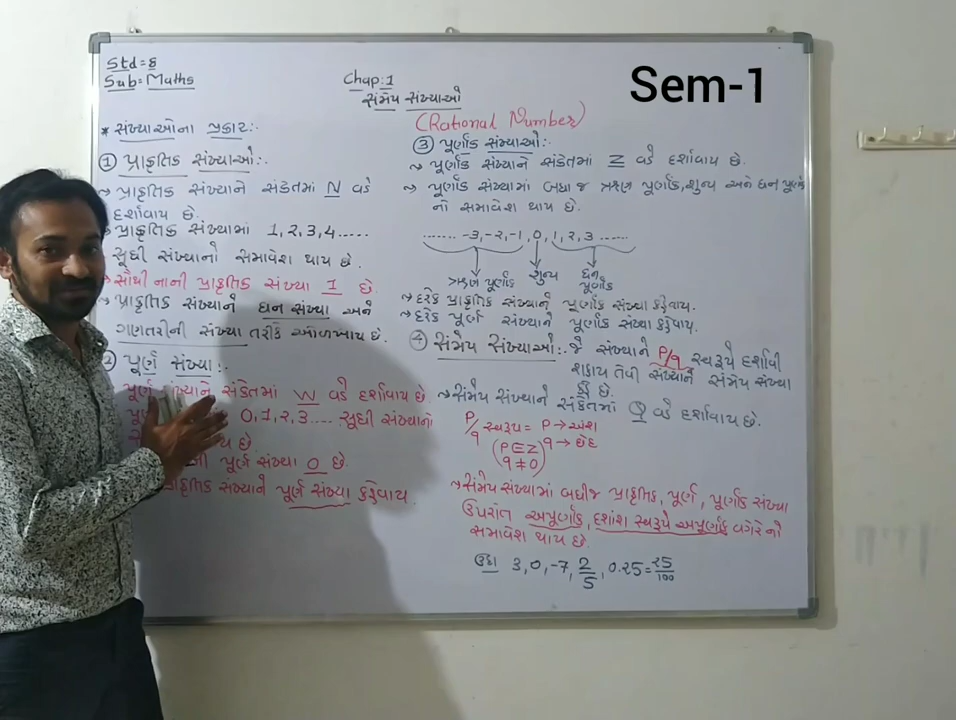 Std = 8
Sub = Maths
Chap:1
સંમેય સંખ્યાઓ
(Rational Number)
Sem-1
* સંખ્યાઓના પ્રકાર:-
① પ્રાકૃતિક સંખ્યાઓ:-
→ પ્રાકૃતિક સંખ્યાને સંકેતમાં N વડે
દર્શાવાય છે.
→ પ્રાકૃતિક સંખ્યામાં 1,2,3,4.....
સુધી સંખ્યાનો સમાવેશ થાય છે.
→ સૌથી નાની પ્રાકૃતિક સંખ્યા 1 છે.
→ પ્રાકૃતિક સંખ્યાને ઘન સંખ્યા અને
ગણતરીની સંખ્યા તરીકે ઓળખાય છે.
② પૂર્ણ સંખ્યા:-
પૂર્ણ સંખ્યાને સંકેતમાં W વડે દર્શાવાય છે.
0,1,2,3.... સુધી સંખ્યાનો
છે.
પૂર્ણ સંખ્યા 0 છે.
પ્રાકૃતિક સંખ્યાને પૂર્ણ સંખ્યા કહેવાય.
③ પૂર્ણાંક સંખ્યાઓ:-
→ પૂર્ણાંક સંખ્યાને સંકેતમાં Z વડે દર્શાવાય છે.
→ પૂર્ણાંક સંખ્યામાં બધા જ ઋણ પૂર્ણાંક, શૂન્ય અને ઘન પૂર્ણાંક
નો સમાવેશ થાય છે.
....... -3,-2,-1,0,1,2,3.......
ઋણ પૂર્ણાંક શૂન્ય ઘન પૂર્ણાંક
→ દરેક પ્રાકૃતિક સંખ્યાને પૂર્ણાંક સંખ્યા કહેવાય.
→ દરેક પૂર્ણ સંખ્યાને પૂર્ણાંક સંખ્યા કહેવાય.
④ સંમેય સંખ્યાઓ:- જે સંખ્યાને P/q સ્વરૂપે દર્શાવી
શકાય તેવી સંખ્યાને સંમેય સંખ્યા
કહે છે.
→ સંમેય સંખ્યાને સંકેતમાં Q વડે દર્શાવાય છે.
P/q સ્વરૂપ = P → અંશ
q → છેદ
(P∈Z
q≠0)
→ સંમેય સંખ્યામાં બધીજ પ્રાકૃતિક, પૂર્ણ, પૂર્ણાંક સંખ્યા
ઉપરાંત અપૂર્ણાંક, દશાંશ સ્વરૂપે અપૂર્ણાંક વગેરે નો
સમાવેશ થાય છે.
ઉદા 3,0,-7,2/5,0.25=25/100